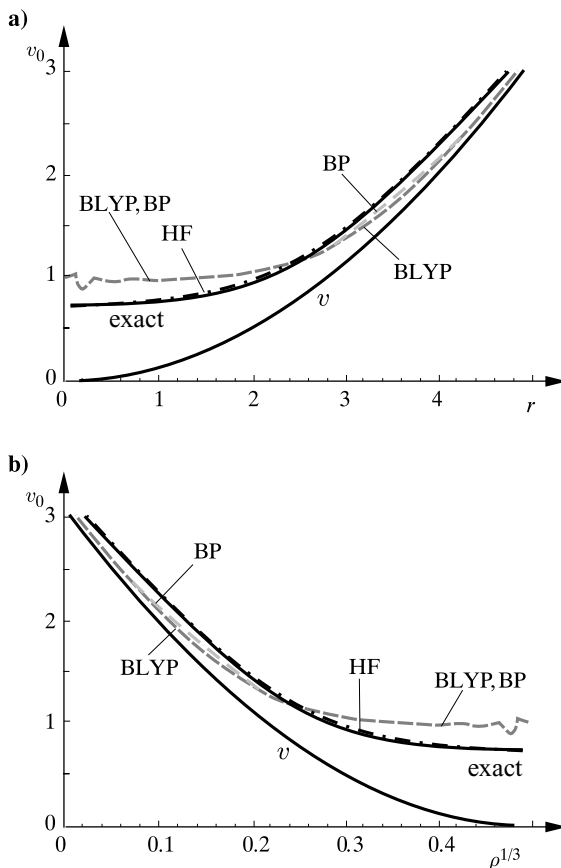 a)
v₀
3
BP
2
BLYP, BP
HF
1
BLYP
v
exact
0
0 1 2 3 4 r
b)
v₀
3
BP
2
BLYP
HF
BLYP, BP
1
v
exact
0
0 0.1 0.2 0.3 0.4 ρ^1/3